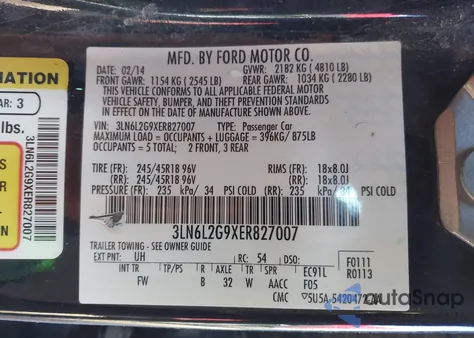 MFD. BY FORD MOTOR CO.
DATE: 02/14 GVWR: 2182 KG ( 4810 LB)
FRONT GAWR: 1154 KG ( 2545 LB) REAR GAWR: 1034 KG ( 2280 LB)
THIS VEHICLE CONFORMS TO ALL APPLICABLE FEDERAL MOTOR
VEHICLE SAFETY, BUMPER, AND THEFT PREVENTION STANDARDS
IN EFFECT ON THE DATE OF MANUFACTURE SHOWN ABOVE.
VIN: 3LN6L2G9XER827007 TYPE: Passenger Car
MAXIMUM LOAD = OCCUPANTS + LUGGAGE = 396KG/ 875LB
OCCUPANTS = 5 TOTAL; 2 FRONT, 3 REAR
TIRE (FR): 245/45R18 96V RIMS (FR): 18x8.0J
(RR): 245/45R18 96V (RR): 18x8.0J
PRESSURE (FR): 235 kPa/ 34 PSI COLD (RR): 235 PSI COLD
3LN6L2G9XER827007
TRAILER TOWING - SEE OWNER GUIDE
EXT PNT: UH RC: 54 DSO: F0111
INT TR TP/PS R AXLE TR EC91L R0113
FW B 32 W AACC F05
CMC
NATION
AR: 3
lbs.
3LN6L2G9XER827007
autoSnap